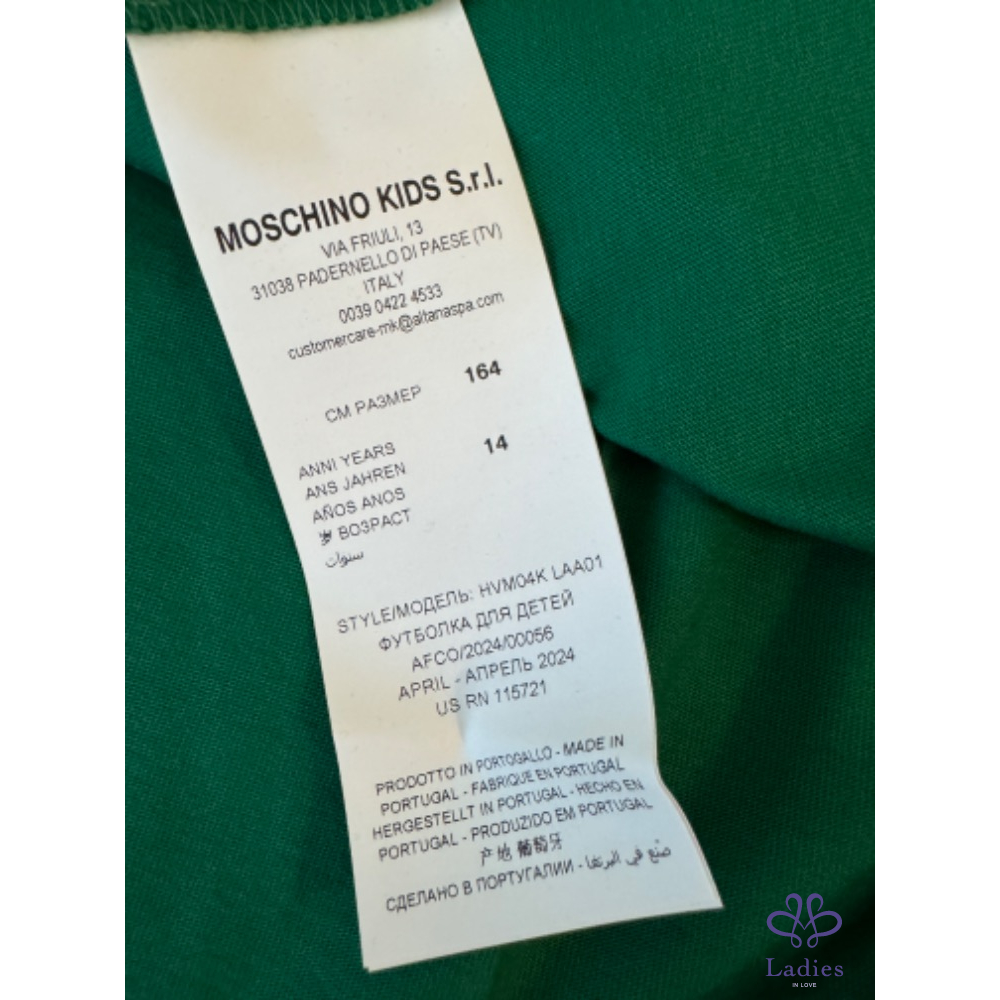 MOSCHINO KIDS S.r.l.
VIA FRIULI, 13
31038 PADERNELLO DI PAESE (TV)
ITALY
0039 0422 4533
customercare-mk@altanaspa.com
CM РАЗМЕР 164
ANNI YEARS 14
ANS JAHREN
AÑOS ANOS
岁 ВОЗРАСТ
سنوات
STYLE/МОДЕЛЬ: HVM04K LAA01
ФУТБОЛКА ДЛЯ ДЕТЕЙ
AFCO/2024/00056
APRIL - АПРЕЛЬ 2024
US RN 115721
PRODOTTO IN PORTOGALLO - MADE IN
PORTUGAL - FABRIQUE EN PORTUGAL
HERGESTELLT IN PORTUGAL - HECHO EN
PORTUGAL - PRODUZIDO EM PORTUGAL
产地 葡萄牙
СДЕЛАНО В ПОРТУГАЛИИ - صنع في البرتغال
Ladies
IN LOVE